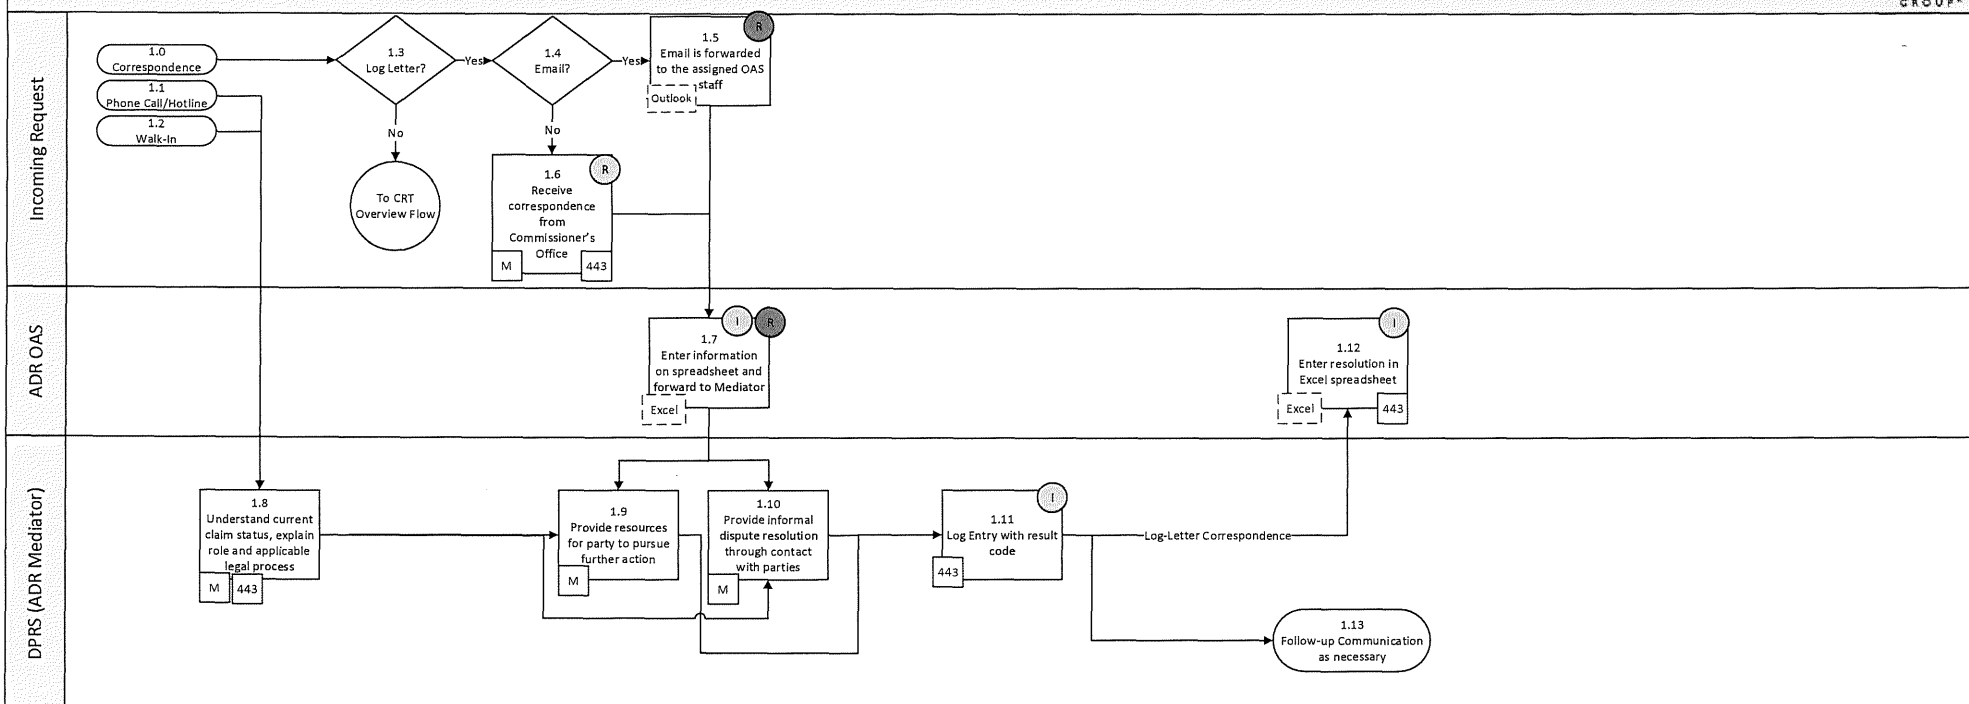 GROUP
Incoming Request
1.0
Correspondence
1.1
Phone Call/Hotline
1.2
Walk-In
1.3
Log Letter?
Yes
No
To CRT
Overview Flow
1.4
Email?
Yes
No
R
1.5
Email is forwarded
to the assigned OAS
staff
Outlook
R
1.6
Receive
correspondence
from
Commissioner's
Office
M
443
ADR OAS
I
R
1.7
Enter information
on spreadsheet and
forward to Mediator
Excel
I
1.12
Enter resolution in
Excel spreadsheet
Excel
443
DPRS (ADR Mediator)
1.8
Understand current
claim status, explain
role and applicable
legal process
M
443
1.9
Provide resources
for party to pursue
further action
M
1.10
Provide informal
dispute resolution
through contact
with parties
M
I
1.11
Log Entry with result
code
443
Log-Letter Correspondence
1.13
Follow-up Communication
as necessary